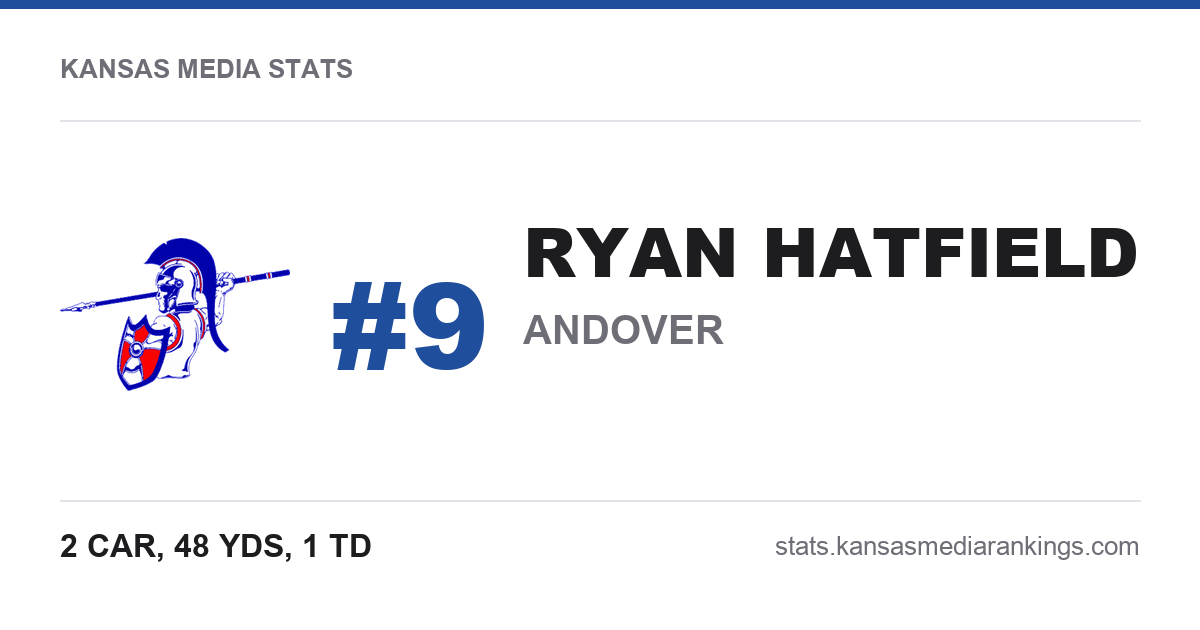 KANSAS MEDIA STATS
#9
RYAN HATFIELD
ANDOVER
2 CAR, 48 YDS, 1 TD
stats.kansasmediarankings.com